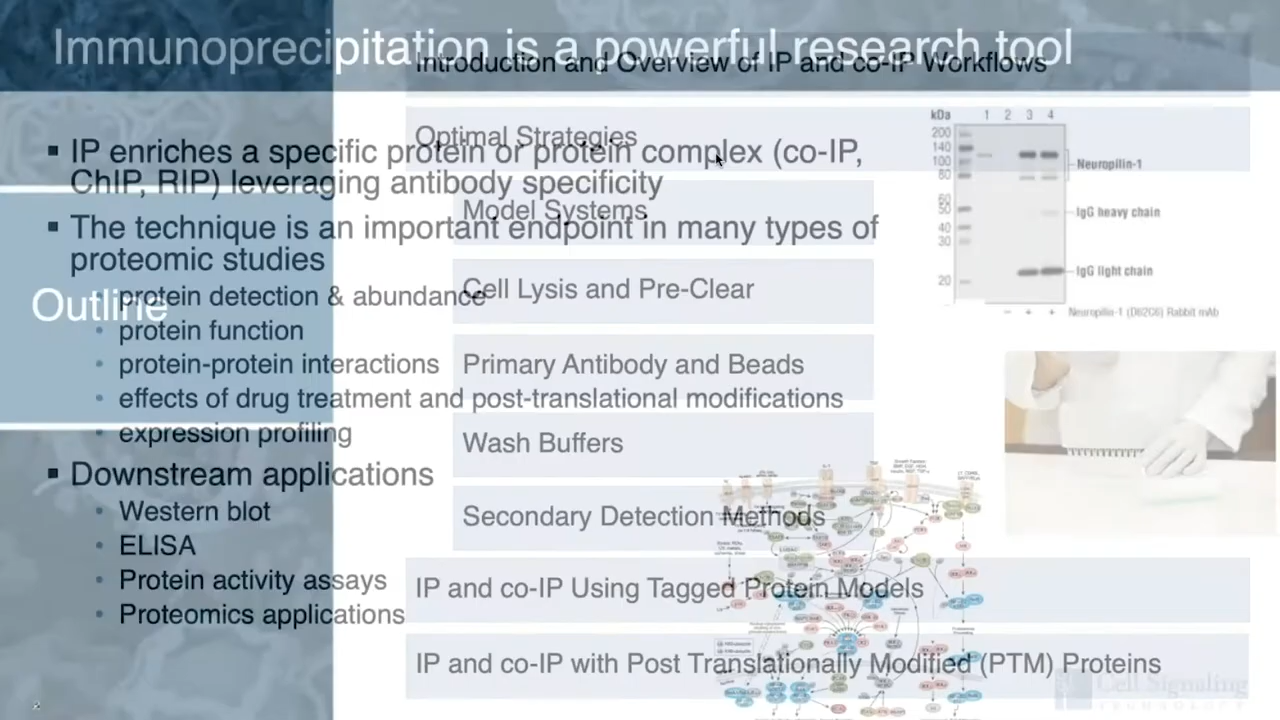 Immunoprecipitation is a powerful research tool
Introduction and Overview of IP and co-IP Workflows
▪ IP enriches a specific protein or protein complex (co-IP,
ChIP, RIP) leveraging antibody specificity
▪ The technique is an important endpoint in many types of
proteomic studies
• protein detection & abundance
• protein function
• protein-protein interactions
• effects of drug treatment and post-translational modifications
• expression profiling
▪ Downstream applications
• Western blot
• ELISA
• Protein activity assays
• Proteomics applications
Outline
Optimal Strategies
Model Systems
Cell Lysis and Pre-Clear
Primary Antibody and Beads
Wash Buffers
Secondary Detection Methods
IP and co-IP Using Tagged Protein Models
IP and co-IP with Post Translationally Modified (PTM) Proteins
kDa 1 2 3 4
200
140
100
80
60
50
40
30
20
Neuropilin-1
IgG heavy chain
IgG light chain
− + + Neuropilin-1 (D62C6) Rabbit mAb
Cell Signaling
TECHNOLOGY